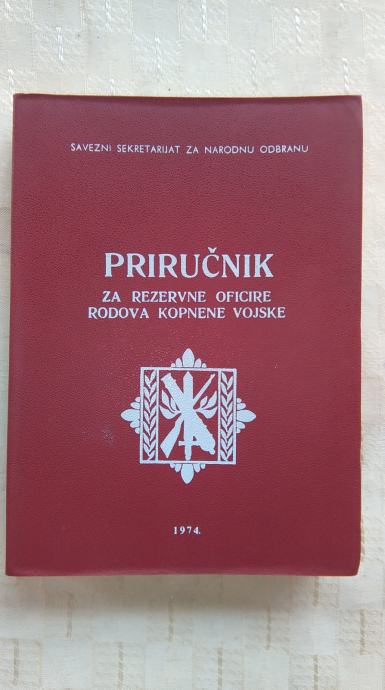 SAVEZNI SEKRETARIJAT ZA NARODNU ODBRANU
PRIRUČNIK
ZA REZERVNE OFICIRE
RODOVA KOPNENE VOJSKE
1974.